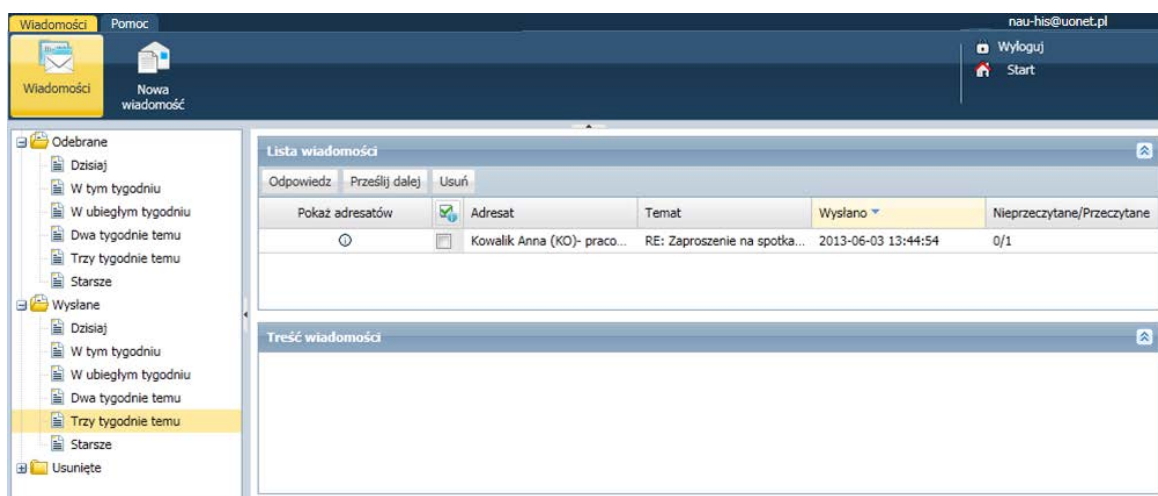 Wiadomości Pomoc nau-his@uonet.pl
Wyloguj
Start
Wiadomości
Nowa
wiadomość
Odebrane
Dzisiaj
W tym tygodniu
W ubiegłym tygodniu
Dwa tygodnie temu
Trzy tygodnie temu
Starsze
Wysłane
Dzisiaj
W tym tygodniu
W ubiegłym tygodniu
Dwa tygodnie temu
Trzy tygodnie temu
Starsze
Usunięte
Lista wiadomości
Odpowiedz Prześlij dalej Usuń
Pokaż adresatów Adresat Temat Wysłano Nieprzeczytane/Przeczytane
Kowalik Anna (KO)- praco... RE: Zaproszenie na spotka... 2013-06-03 13:44:54 0/1
Treść wiadomości